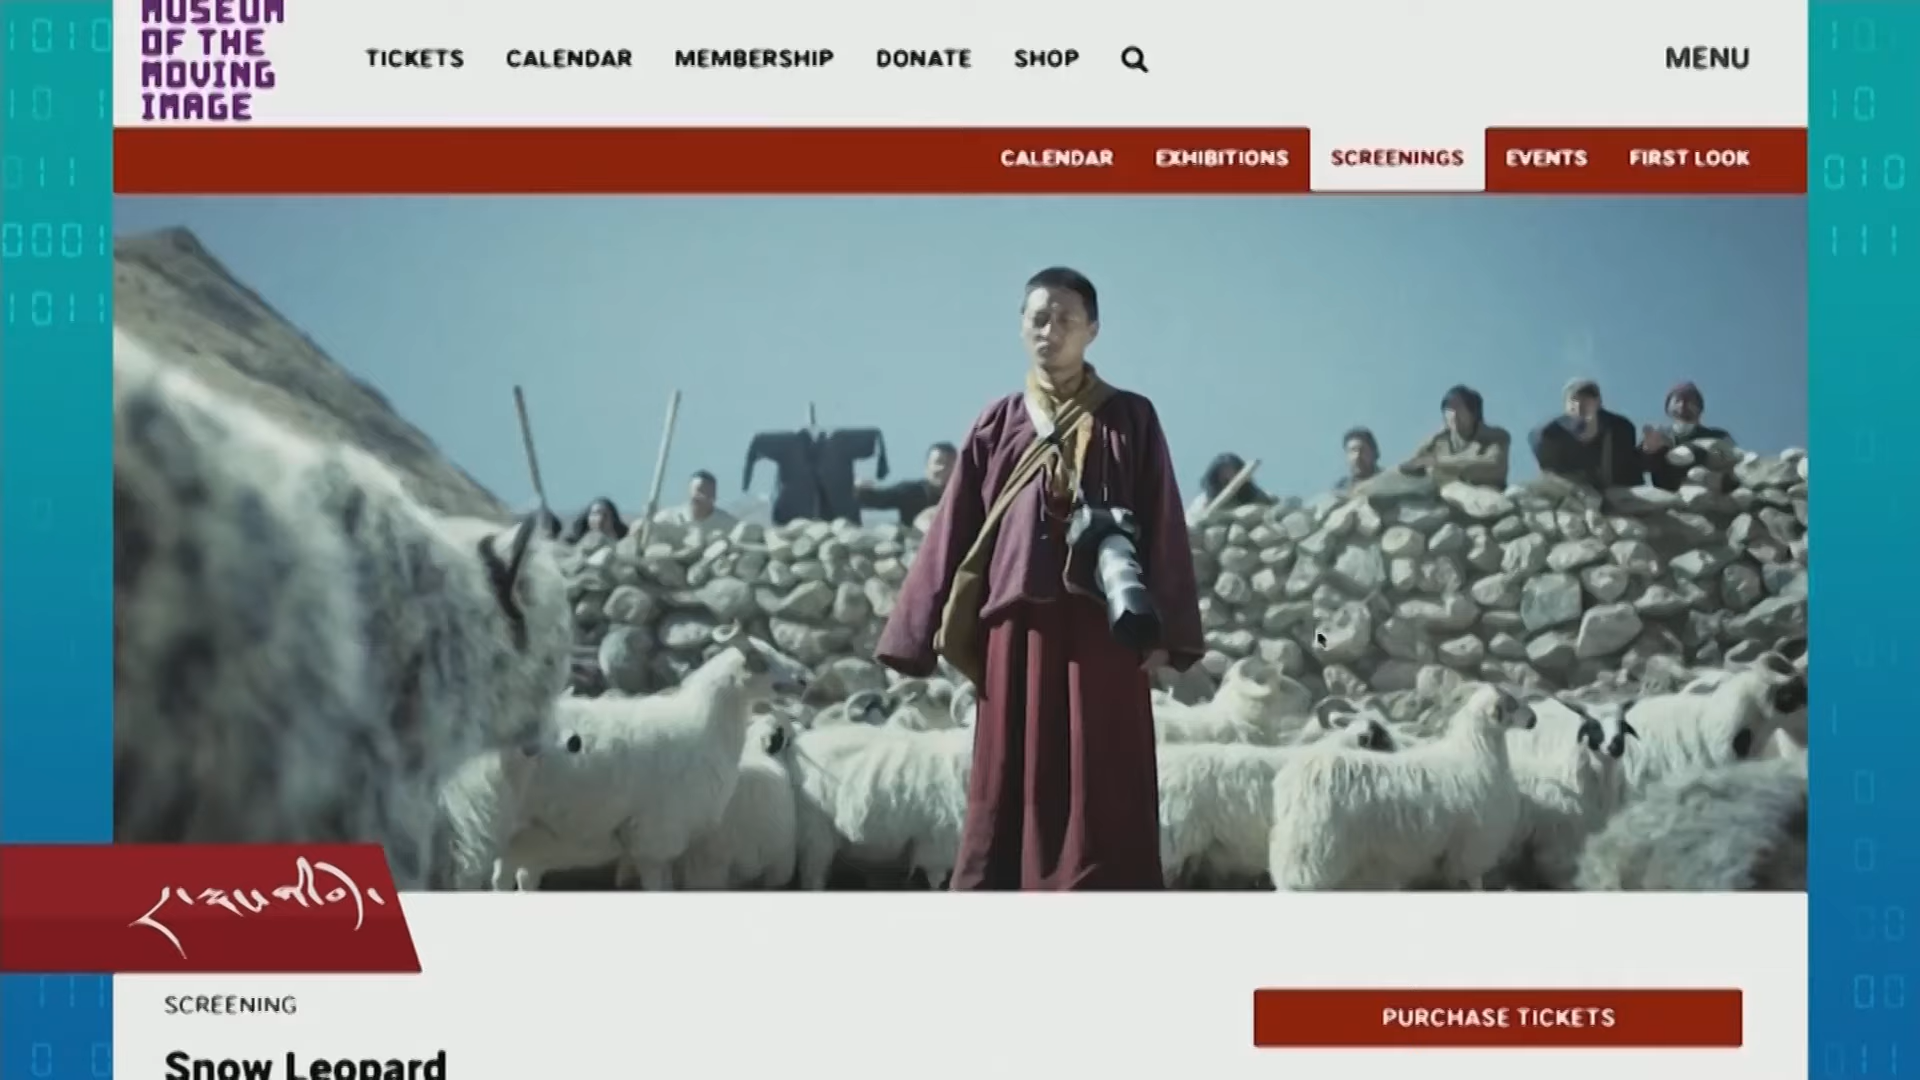 MUSEUM
OF THE
MOVING
IMAGE
TICKETS CALENDAR MEMBERSHIP DONATE SHOP
MENU
CALENDAR EXHIBITIONS SCREENINGS EVENTS FIRST LOOK
SCREENING
PURCHASE TICKETS
Snow Leopard